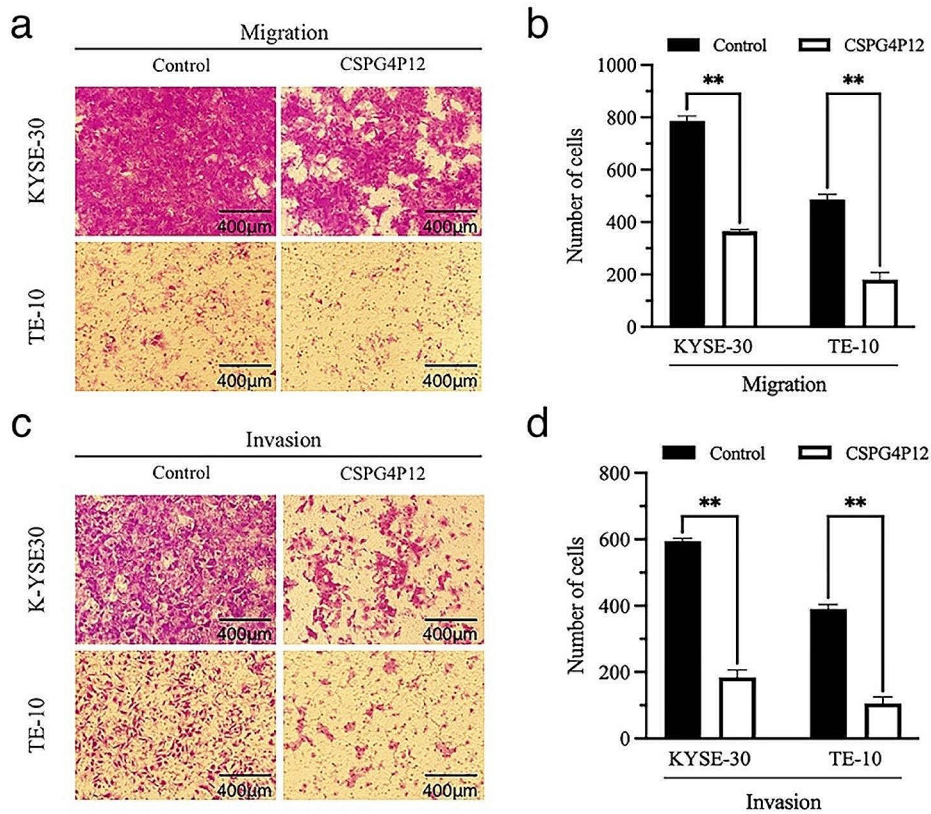 a
Migration
Control CSPG4P12
KYSE-30
400μm 400μm
TE-10
400μm 400μm
b
Control CSPG4P12
1000
800
600
400
200
0
Number of cells
** **
KYSE-30 TE-10
Migration
c
Invasion
Control CSPG4P12
K-YSE30
400μm 400μm
TE-10
400μm 400μm
d
Control CSPG4P12
800
600
400
200
0
Number of cells
** **
KYSE-30 TE-10
Invasion